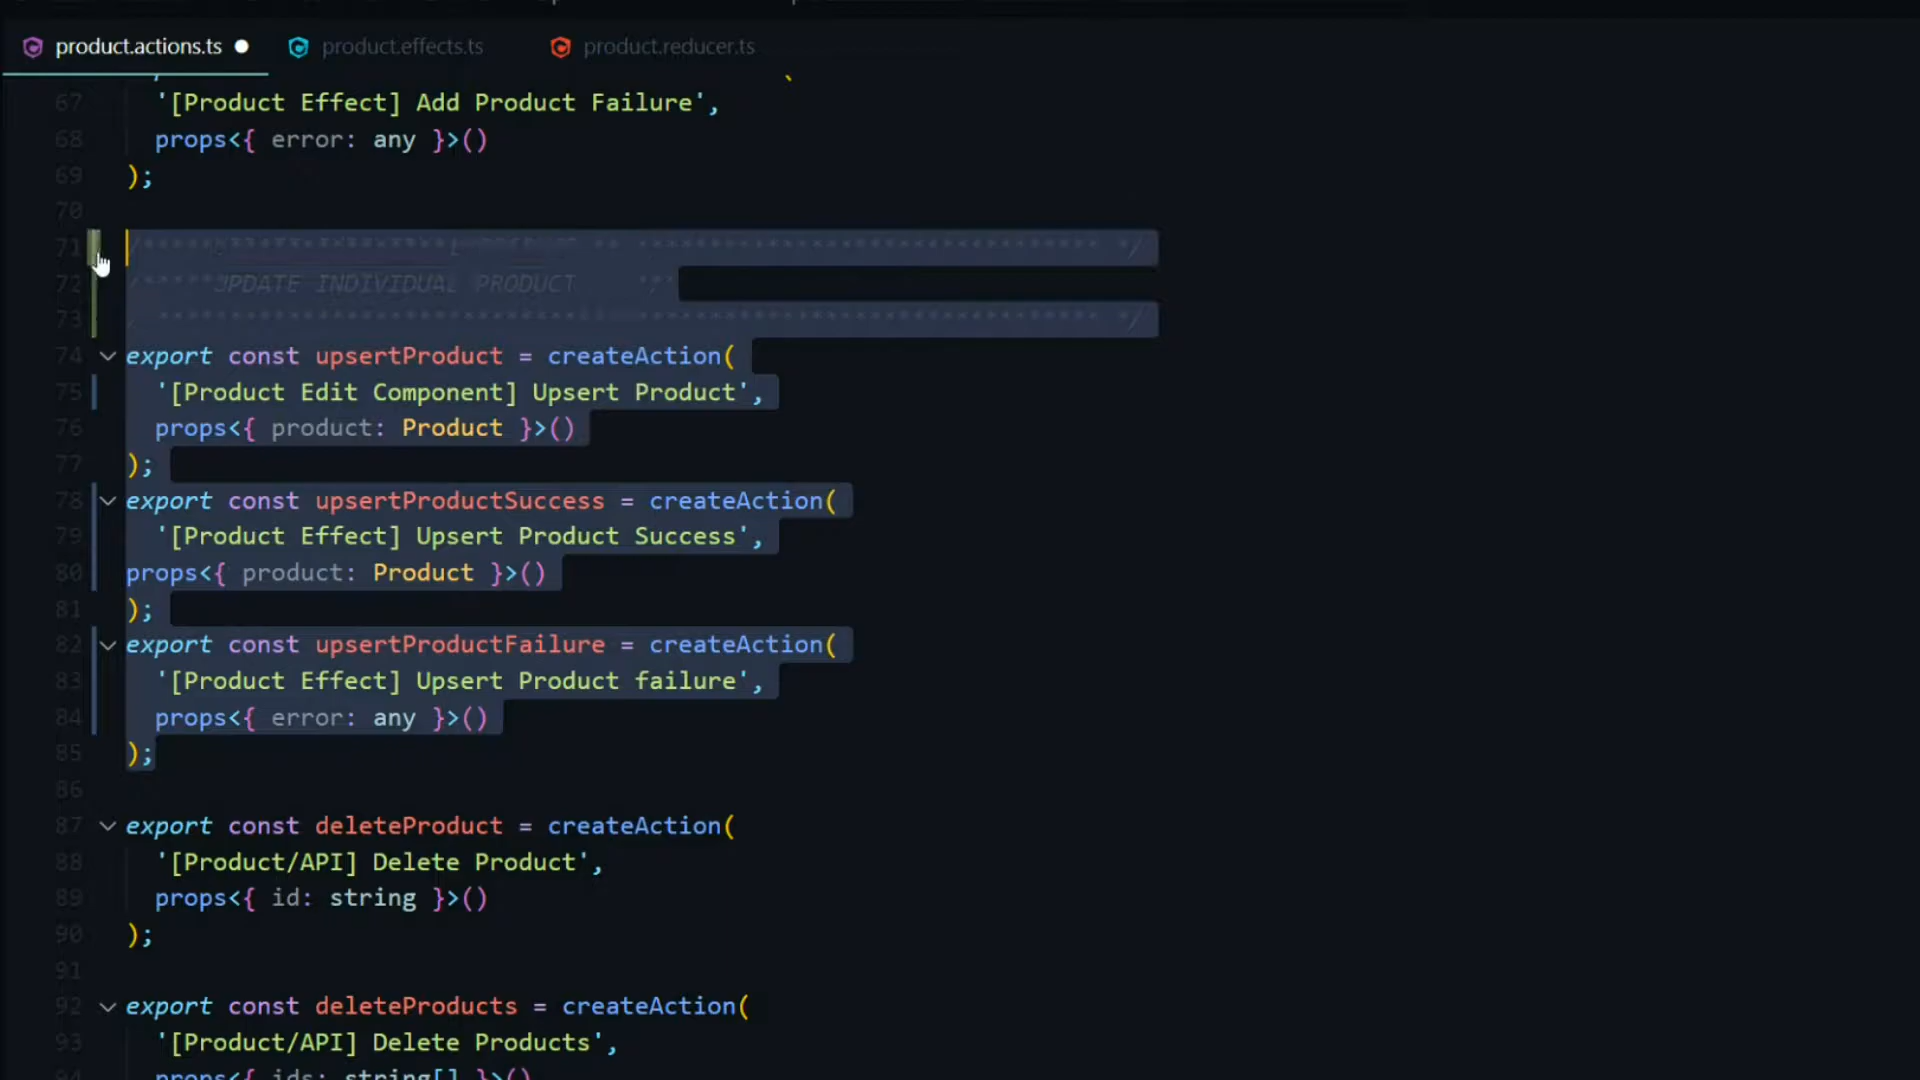 product.actions.ts
product.effects.ts
product.reducer.ts
67 '[Product Effect] Add Product Failure',
68 props<{ error: any }>()
69 );
70
71
72 UPDATE INDIVIDUAL PRODUCT
73
74 export const upsertProduct = createAction(
75 '[Product Edit Component] Upsert Product',
76 props<{ product: Product }>()
77 );
78 export const upsertProductSuccess = createAction(
79 '[Product Effect] Upsert Product Success',
80 props<{ product: Product }>()
81 );
82 export const upsertProductFailure = createAction(
83 '[Product Effect] Upsert Product failure',
84 props<{ error: any }>()
85 );
86
87 export const deleteProduct = createAction(
88 '[Product/API] Delete Product',
89 props<{ id: string }>()
90 );
91
92 export const deleteProducts = createAction(
93 '[Product/API] Delete Products',
94 props<{ ids: string[] }>()